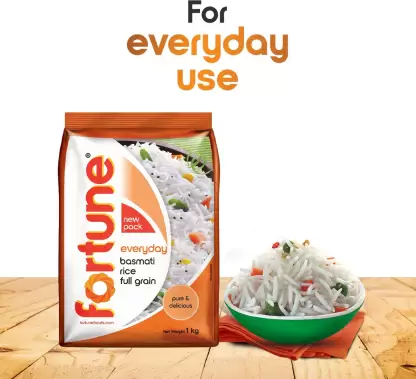 For
everyday
use
fortune®
new
pack
everyday
basmati
rice
full grain
pure &
delicious
Net Weight: 1 kg